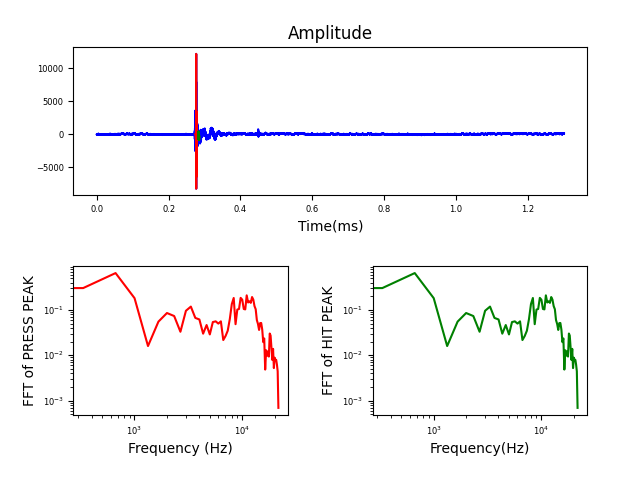 Amplitude
10000
5000
0
−5000
0.0 0.2 0.4 0.6 0.8 1.0 1.2
Time(ms)
FFT of PRESS PEAK
10⁻¹
10⁻²
10⁻³
10³ 10⁴
Frequency (Hz)
FFT of HIT PEAK
10⁻¹
10⁻²
10⁻³
10³ 10⁴
Frequency(Hz)